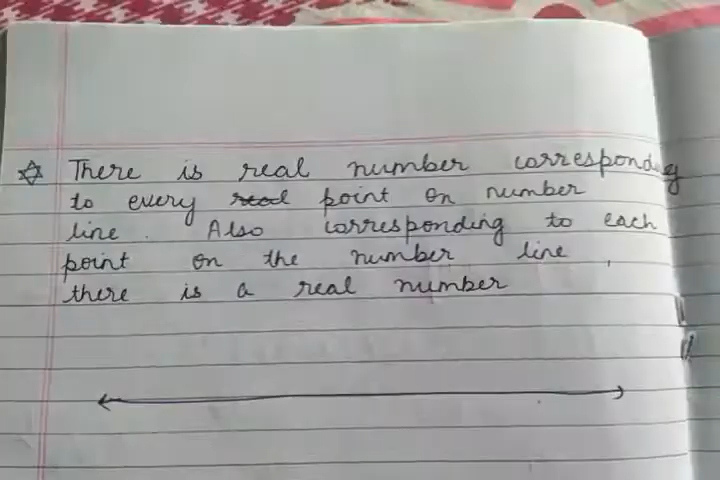 There is real number corresponding
to every real point on number
line. Also corresponding to each
point on the number line,
there is a real number